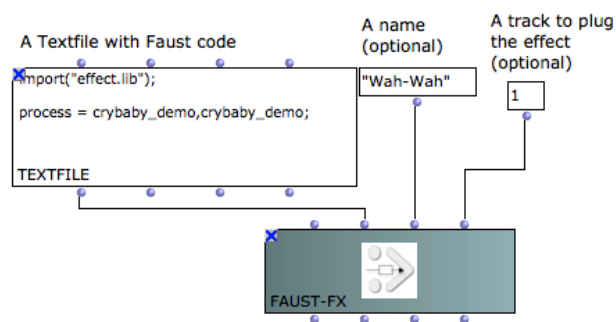 A Textfile with Faust code
import("effect.lib");
process = crybaby_demo,crybaby_demo;
TEXTFILE
A name
(optional)
"Wah-Wah"
A track to plug
the effect
(optional)
1
FAUST-FX